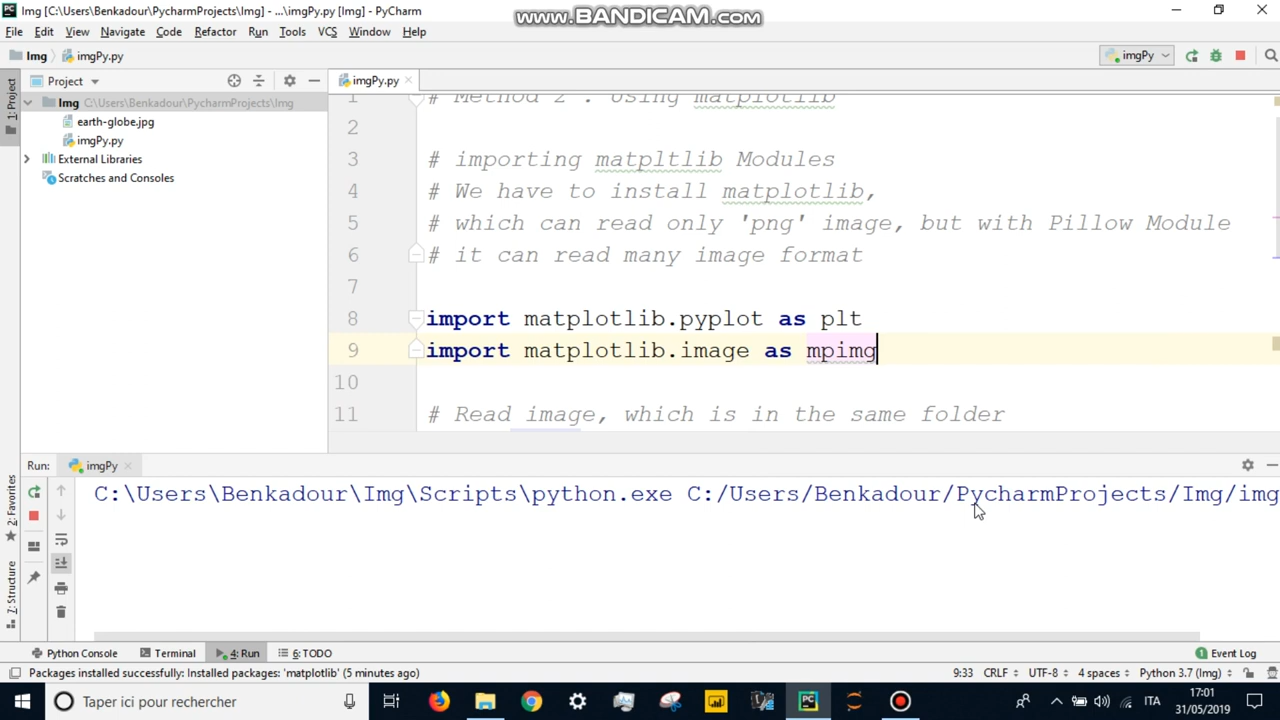 Img [C:\Users\Benkadour\PycharmProjects\Img] - ...\imgPy.py [Img] - PyCharm
www.BANDICAM.com
File Edit View Navigate Code Refactor Run Tools VCS Window Help
Img imgPy.py
imgPy
1: Project
Project
imgPy.py
Img C:\Users\Benkadour\PycharmProjects\Img
earth-globe.jpg
imgPy.py
External Libraries
Scratches and Consoles
1 # Method 2 : Using matplotlib
2
3 # importing matpltlib Modules
4 # We have to install matplotlib,
5 # which can read only 'png' image, but with Pillow Module
6 # it can read many image format
7
8 import matplotlib.pyplot as plt
9 import matplotlib.image as mpimg
10
11 # Read image, which is in the same folder
Run: imgPy
C:\Users\Benkadour\Img\Scripts\python.exe C:/Users/Benkadour/PycharmProjects/Img/img
2: Favorites
7: Structure
Python Console Terminal 4: Run 6: TODO Event Log
Packages installed successfully: Installed packages: 'matplotlib' (5 minutes ago) 9:33 CRLF UTF-8 4 spaces Python 3.7 (Img)
Taper ici pour rechercher
ITA
17:01
31/05/2019